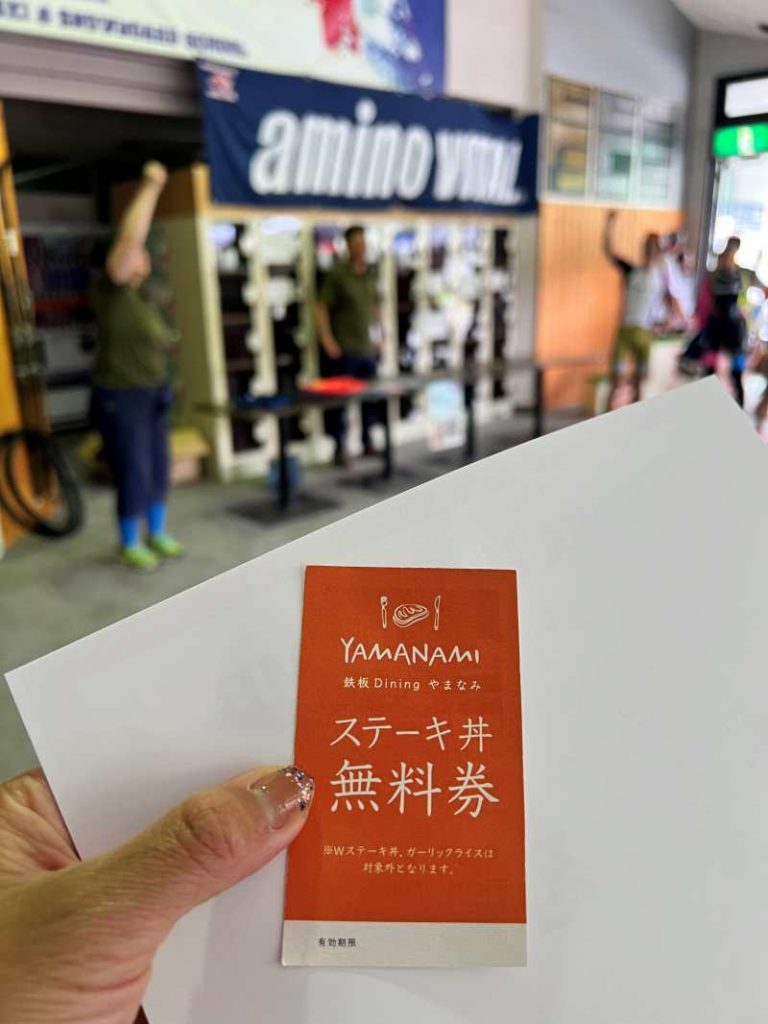 amino VITAL
YAMANAMI
鉄板Dining やまなみ
ステーキ丼
無料券
※Wステーキ丼、ガーリックライスは
対象外となります。
有効期限